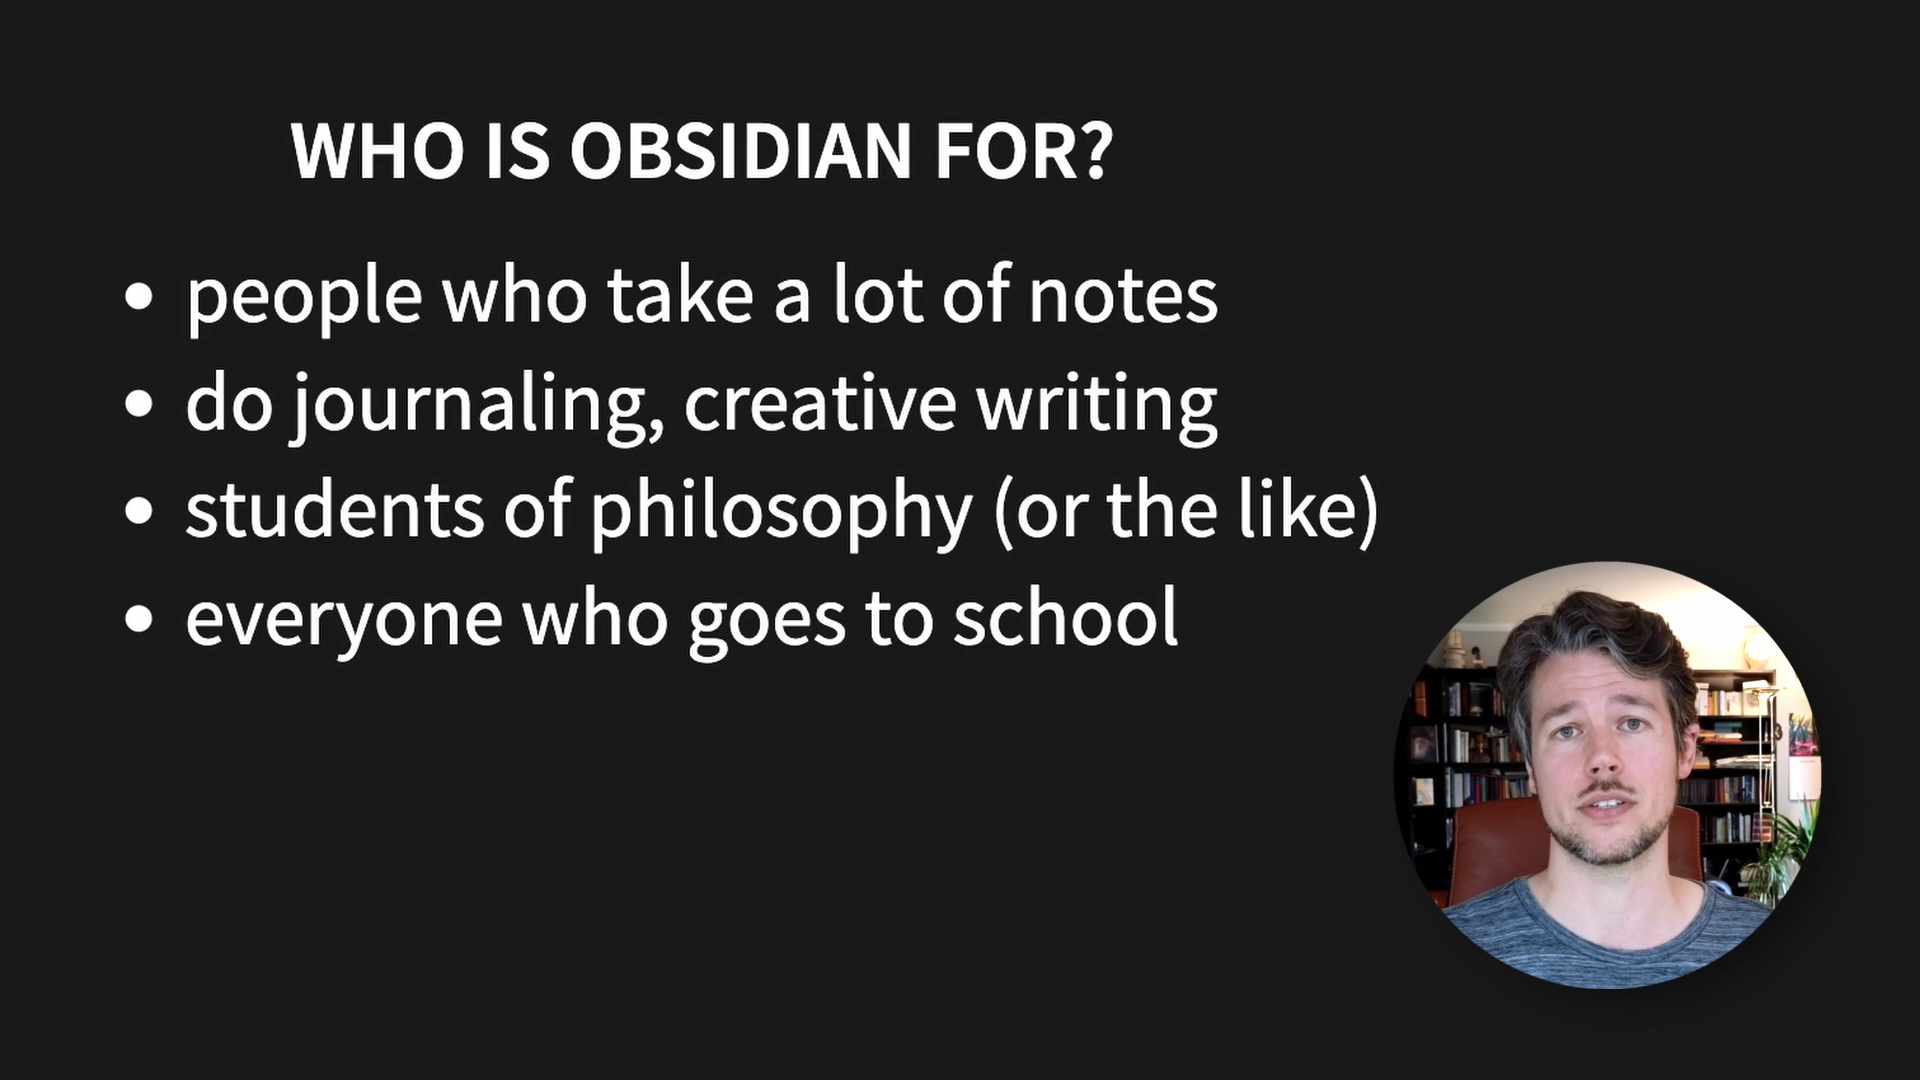 WHO IS OBSIDIAN FOR?
• people who take a lot of notes
• do journaling, creative writing
• students of philosophy (or the like)
• everyone who goes to school